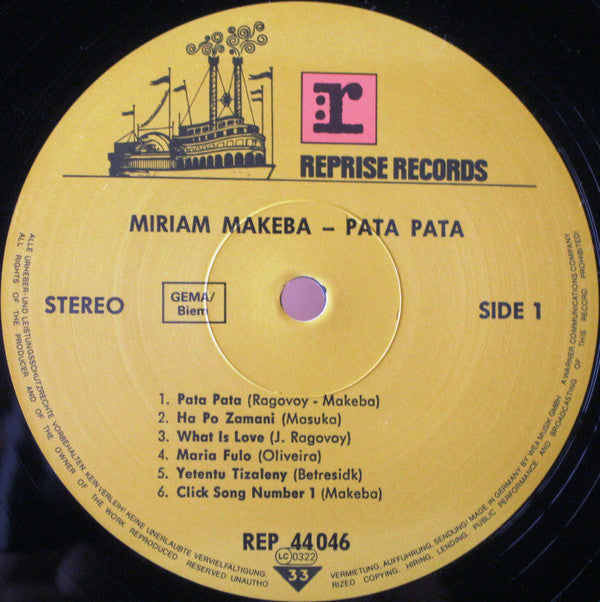 r
REPRISE RECORDS
MIRIAM MAKEBA – PATA PATA
STEREO
GEMA/
Biem
SIDE 1
1. Pata Pata (Ragovoy - Makeba)
2. Ha Po Zamani (Masuka)
3. What Is Love (J. Ragovoy)
4. Maria Fulo (Oliveira)
5. Yetentu Tizaleny (Betresidk)
6. Click Song Number 1 (Makeba)
REP 44 046
LC 0322
33
ALLE URHEBER- UND LEISTUNGSSCHUTZRECHTE VORBEHALTEN. KEIN VERLEIH! KEINE UNERLAUBTE VERVIELFÄLTIGUNG,
VERMIETUNG, AUFFÜHRUNG, SENDUNG! MADE IN GERMANY BY WEA MUSIK GMBH A WARNER COMMUNICATIONS COMPANY
ALL RIGHTS OF THE PRODUCER AND OF THE OWNER OF THE WORK REPRODUCED RESERVED UNAUTHO
RIZED COPYING, HIRING, LENDING PUBLIC PERFORMANCE AND BROADCASTING OF THIS RECORD PROHIBITED!